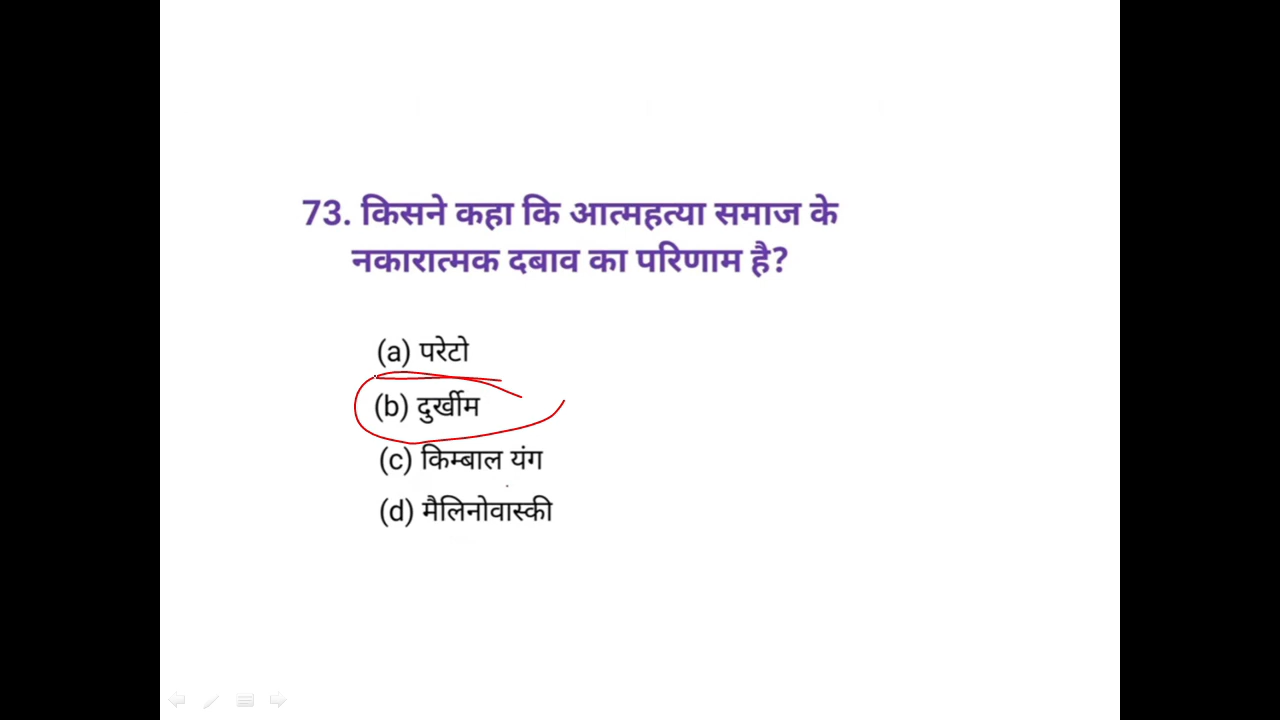 73. किसने कहा कि आत्महत्या समाज के
नकारात्मक दबाव का परिणाम है?
(a) परेटो
(b) दुर्खीम
(c) किम्बाल यंग
(d) मैलिनोवास्की